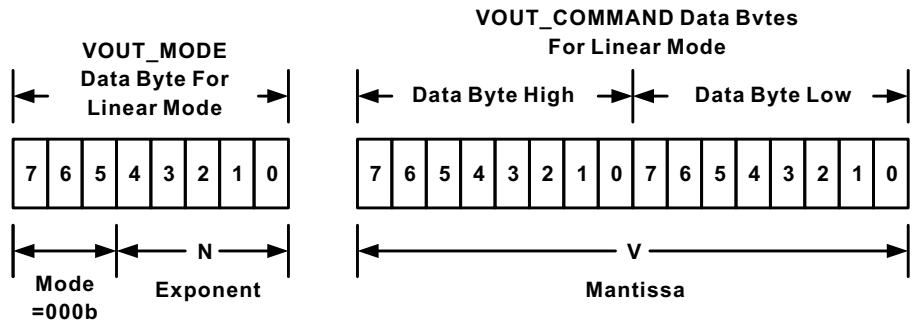 VOUT_MODE
Data Byte For
Linear Mode
7 6 5 4 3 2 1 0
N
Mode
=000b
Exponent
VOUT_COMMAND Data Bvtes
For Linear Mode
Data Byte High
Data Byte Low
7 6 5 4 3 2 1 0 7 6 5 4 3 2 1 0
V
Mantissa